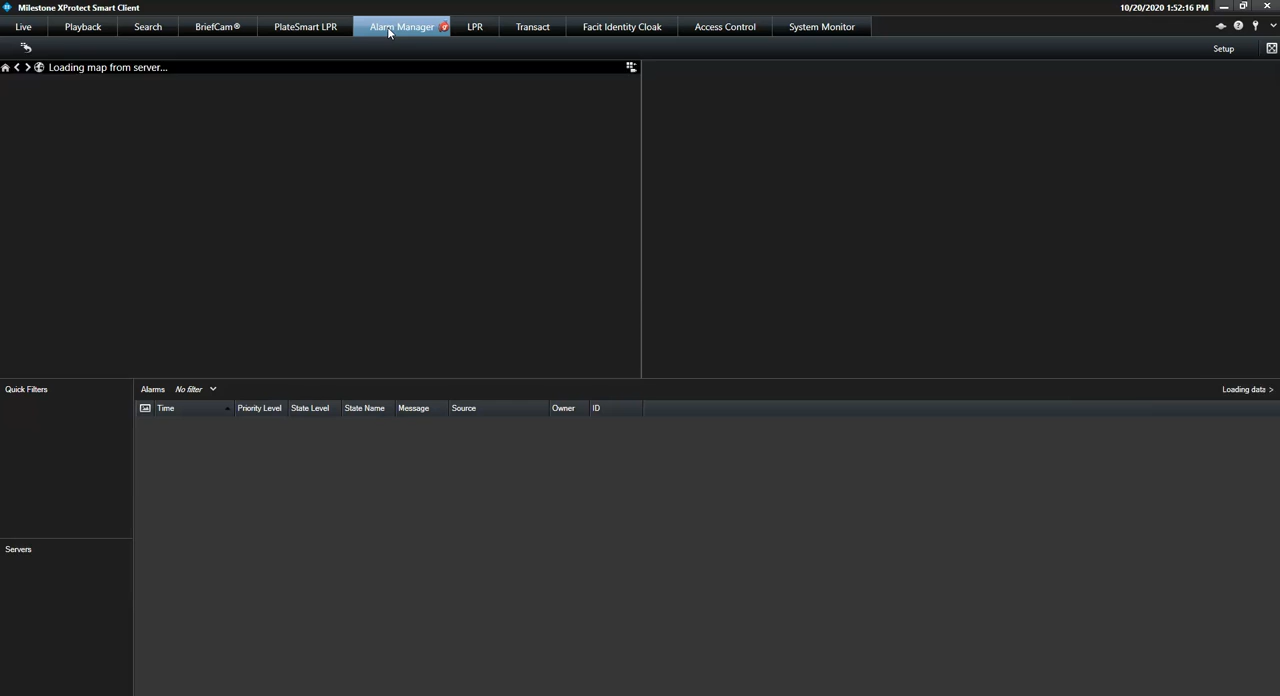 Milestone XProtect Smart Client 10/20/2020 1:52:16 PM
Live Playback Search BriefCam® PlateSmart LPR Alarm Manager LPR Transact Facit Identity Cloak Access Control System Monitor
Setup
Loading map from server...
Quick Filters Alarms No filter Loading data >
Time Priority Level State Level State Name Message Source Owner ID
Servers